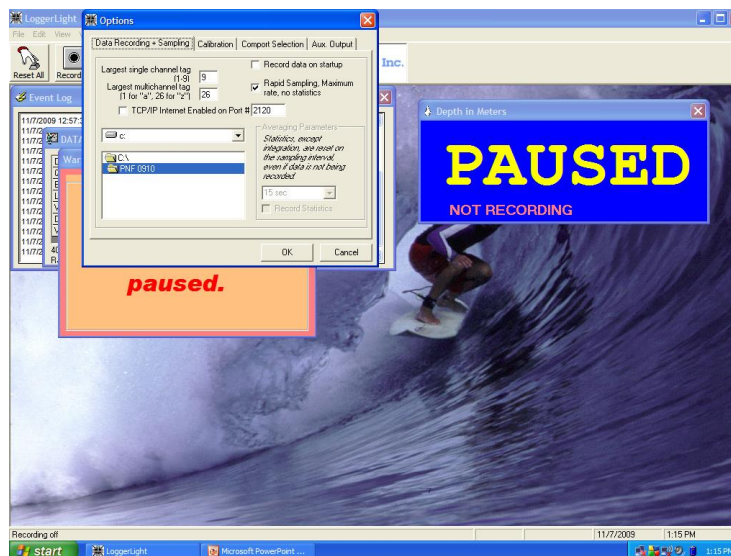 LoggerLight
Options
File Edit View
Reset All
Record
Inc.
Data Recording + Sampling
Calibration
Comport Selection
Aux. Output
Largest single channel tag
(1-9)
9
Largest multichannel tag
(1 for "a", 26 for "z")
26
Record data on startup
Rapid Sampling, Maximum
rate, no statistics
TCP/IP Internet Enabled on Port #
2120
c:
C:\
PNF 0910
Averaging Parameters
Statistics, except
integration, are reset on
the sampling interval,
even if data is not being
recorded
15 sec
Record Statistics
OK
Cancel
Event Log
11/7/2009 12:57:
DATA
War
paused.
Depth in Meters
PAUSED
NOT RECORDING
Recording off
11/7/2009
1:15 PM
start
LoggerLight
Microsoft PowerPoint ...
1:15 PM